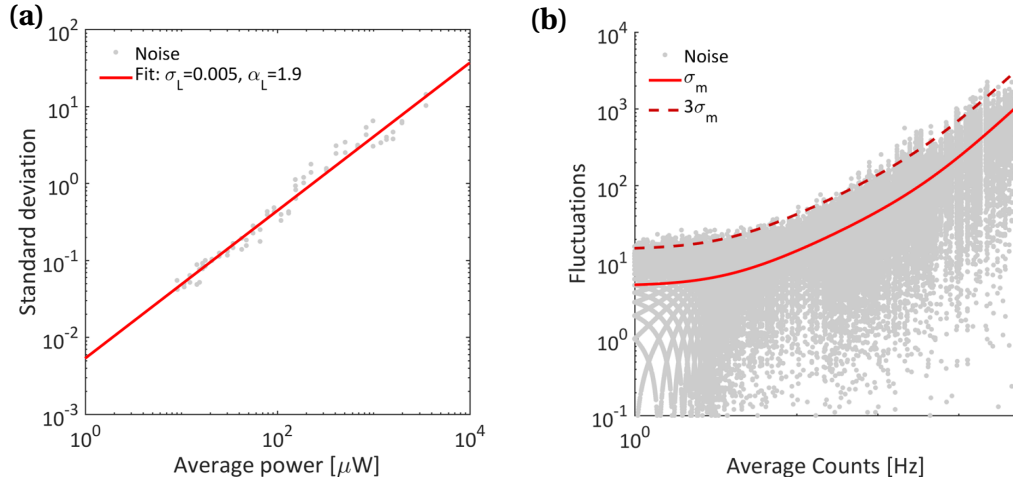 (a)
Standard deviation
10^2
10^1
10^0
10^-1
10^-2
10^-3
Noise
Fit: σ_L=0.005, α_L=1.9
10^0
10^2
10^4
Average power [μW]
(b)
Fluctuations
10^4
10^3
10^2
10^1
10^0
10^-1
Noise
σ_m
3σ_m
10^0
Average Counts [Hz]